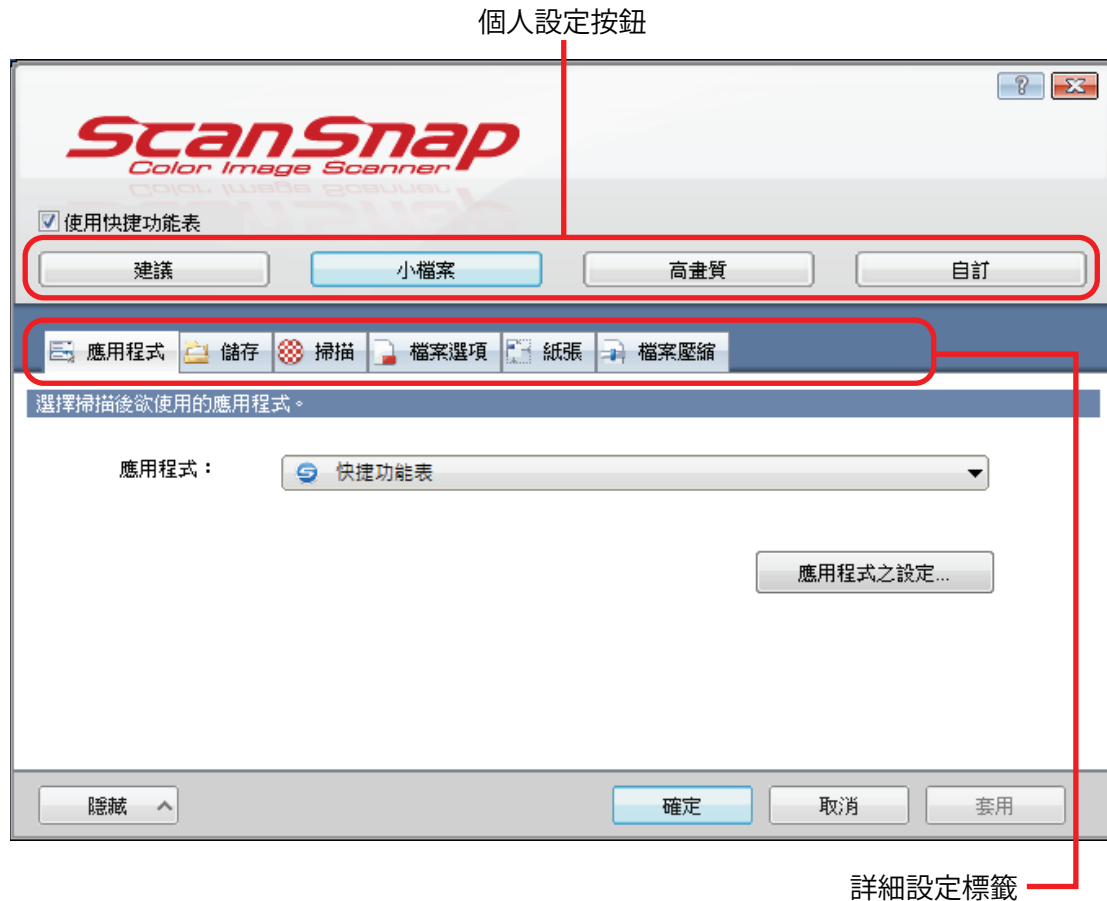 個人設定按鈕
ScanSnap
Color Image Scanner
使用快捷功能表
建議 小檔案 高畫質 自訂
應用程式 儲存 掃描 檔案選項 紙張 檔案壓縮
選擇掃描後欲使用的應用程式。
應用程式： 快捷功能表
應用程式之設定...
隱藏 確定 取消 套用
詳細設定標籤